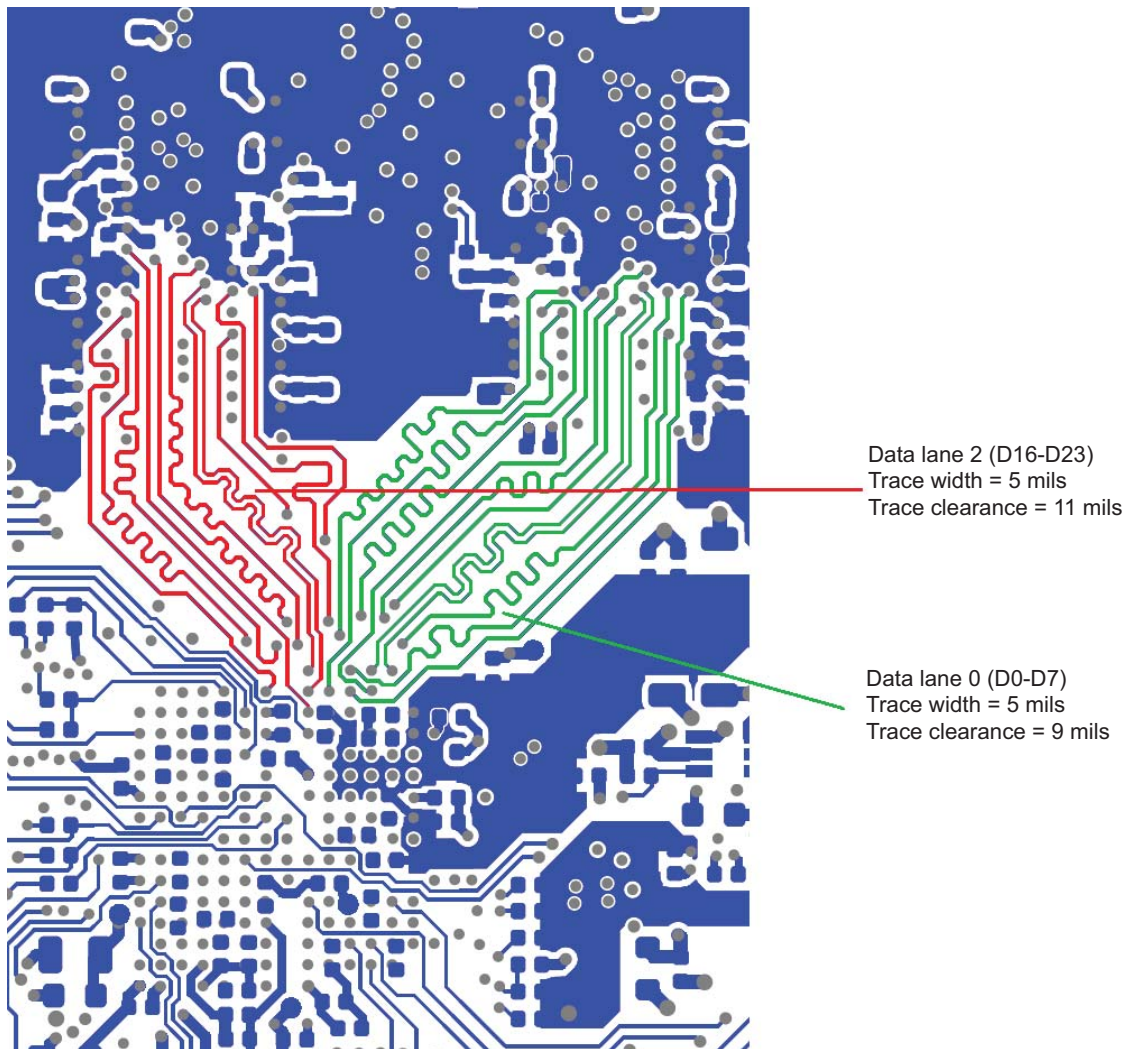 Data lane 2 (D16-D23)
Trace width = 5 mils
Trace clearance = 11 mils
Data lane 0 (D0-D7)
Trace width = 5 mils
Trace clearance = 9 mils